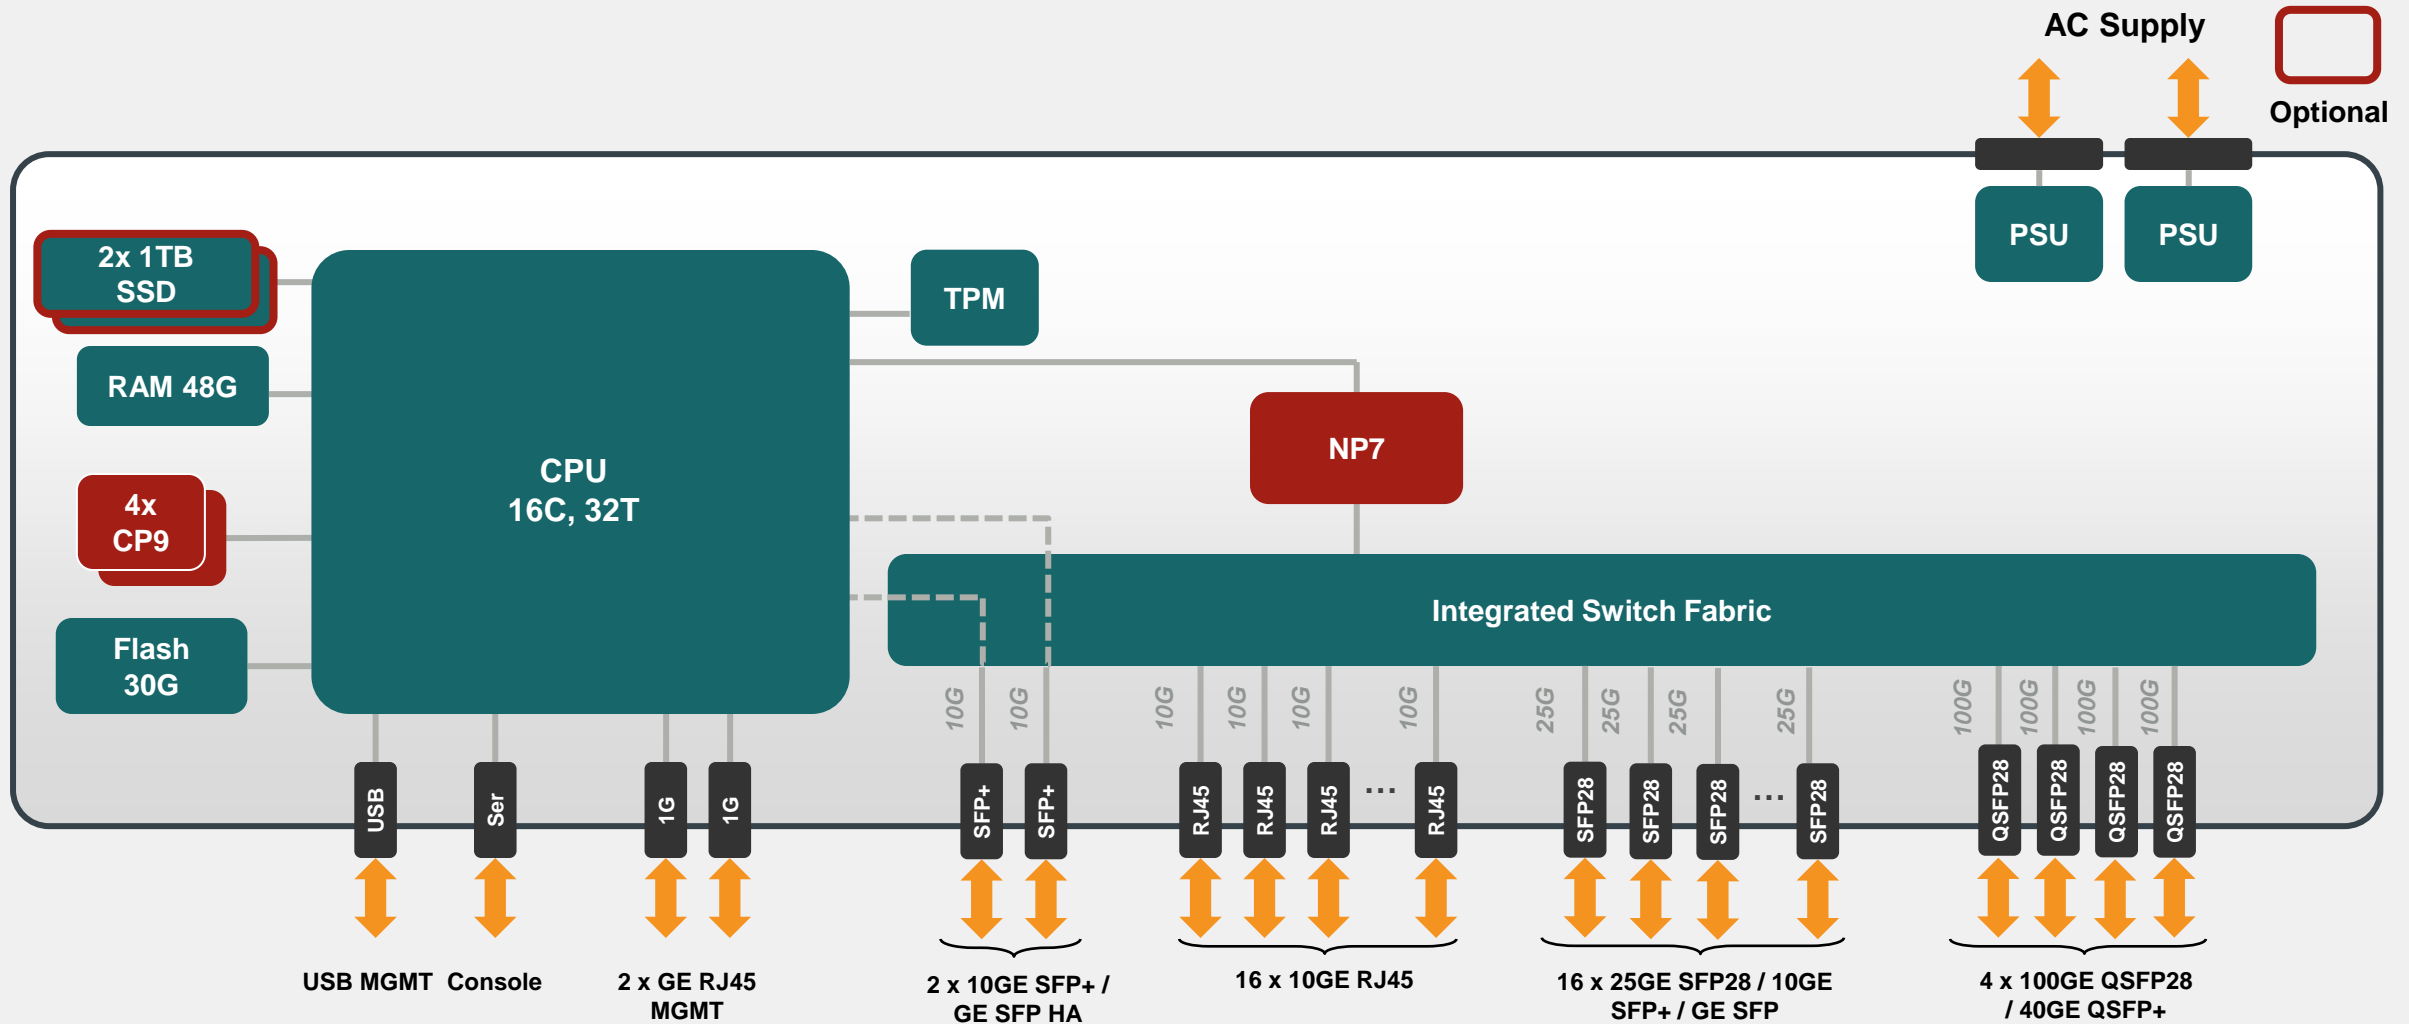 AC Supply
Optional
PSU
PSU
2x 1TB
SSD
TPM
RAM 48G
CPU
16C, 32T
NP7
4x
CP9
Flash
30G
Integrated Switch Fabric
10G
10G
10G
10G
10G
10G
25G
25G
25G
25G
100G
100G
100G
100G
USB
Ser
1G
1G
SFP+
SFP+
RJ45
RJ45
RJ45
...
RJ45
SFP28
SFP28
SFP28
...
SFP28
QSFP28
QSFP28
QSFP28
QSFP28
USB MGMT
Console
2 x GE RJ45
MGMT
2 x 10GE SFP+ /
GE SFP HA
16 x 10GE RJ45
16 x 25GE SFP28 / 10GE
SFP+ / GE SFP
4 x 100GE QSFP28
/ 40GE QSFP+